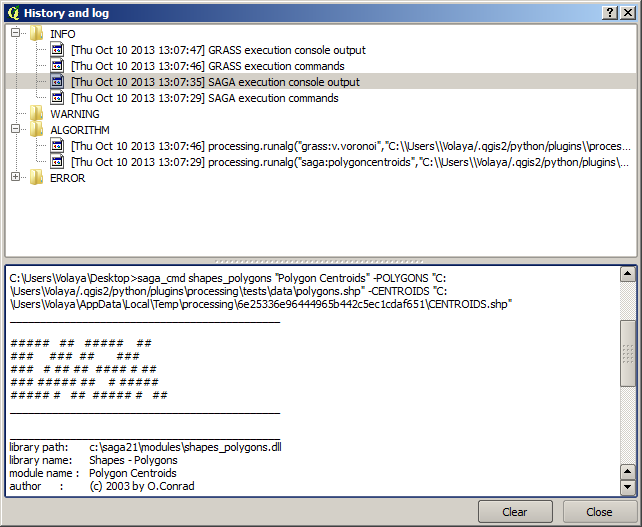 History and log
INFO
[Thu Oct 10 2013 13:07:47] GRASS execution console output
[Thu Oct 10 2013 13:07:46] GRASS execution commands
[Thu Oct 10 2013 13:07:35] SAGA execution console output
[Thu Oct 10 2013 13:07:29] SAGA execution commands
WARNING
ALGORITHM
[Thu Oct 10 2013 13:07:46] processing.runalg("grass:v.voronoi","C:\\Users\\Volaya/.qgis2/python/plugins\\proces...
[Thu Oct 10 2013 13:07:29] processing.runalg("saga:polygoncentroids","C:\\Users\\Volaya/.qgis2/python/plugins\...
ERROR
C:\Users\Volaya\Desktop>saga_cmd shapes_polygons "Polygon Centroids" -POLYGONS "C:
\Users\Volaya/.qgis2/python/plugins\processing\tests\data\polygons.shp" -CENTROIDS "C:
\Users\Volaya\AppData\Local\Temp\processing\6e25336e96444965b442c5ec1cdaf651\CENTROIDS.shp"
_____________________________________________
##### ## ##### ##
### ### ## ###
### # ## ## #### # ##
### ##### ## # #####
##### # ## ##### # ##
_____________________________________________
_____________________________________________
library path: c:\saga21\modules\shapes_polygons.dll
library name: Shapes - Polygons
module name : Polygon Centroids
author : (c) 2003 by O.Conrad
Clear
Close